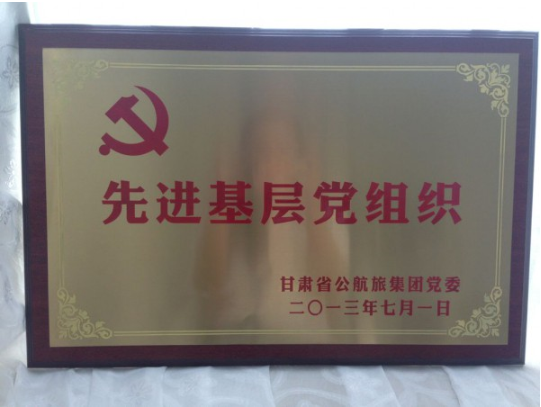 先进基层党组织
甘肃省公航旅集团党委
二〇一三年七月一日